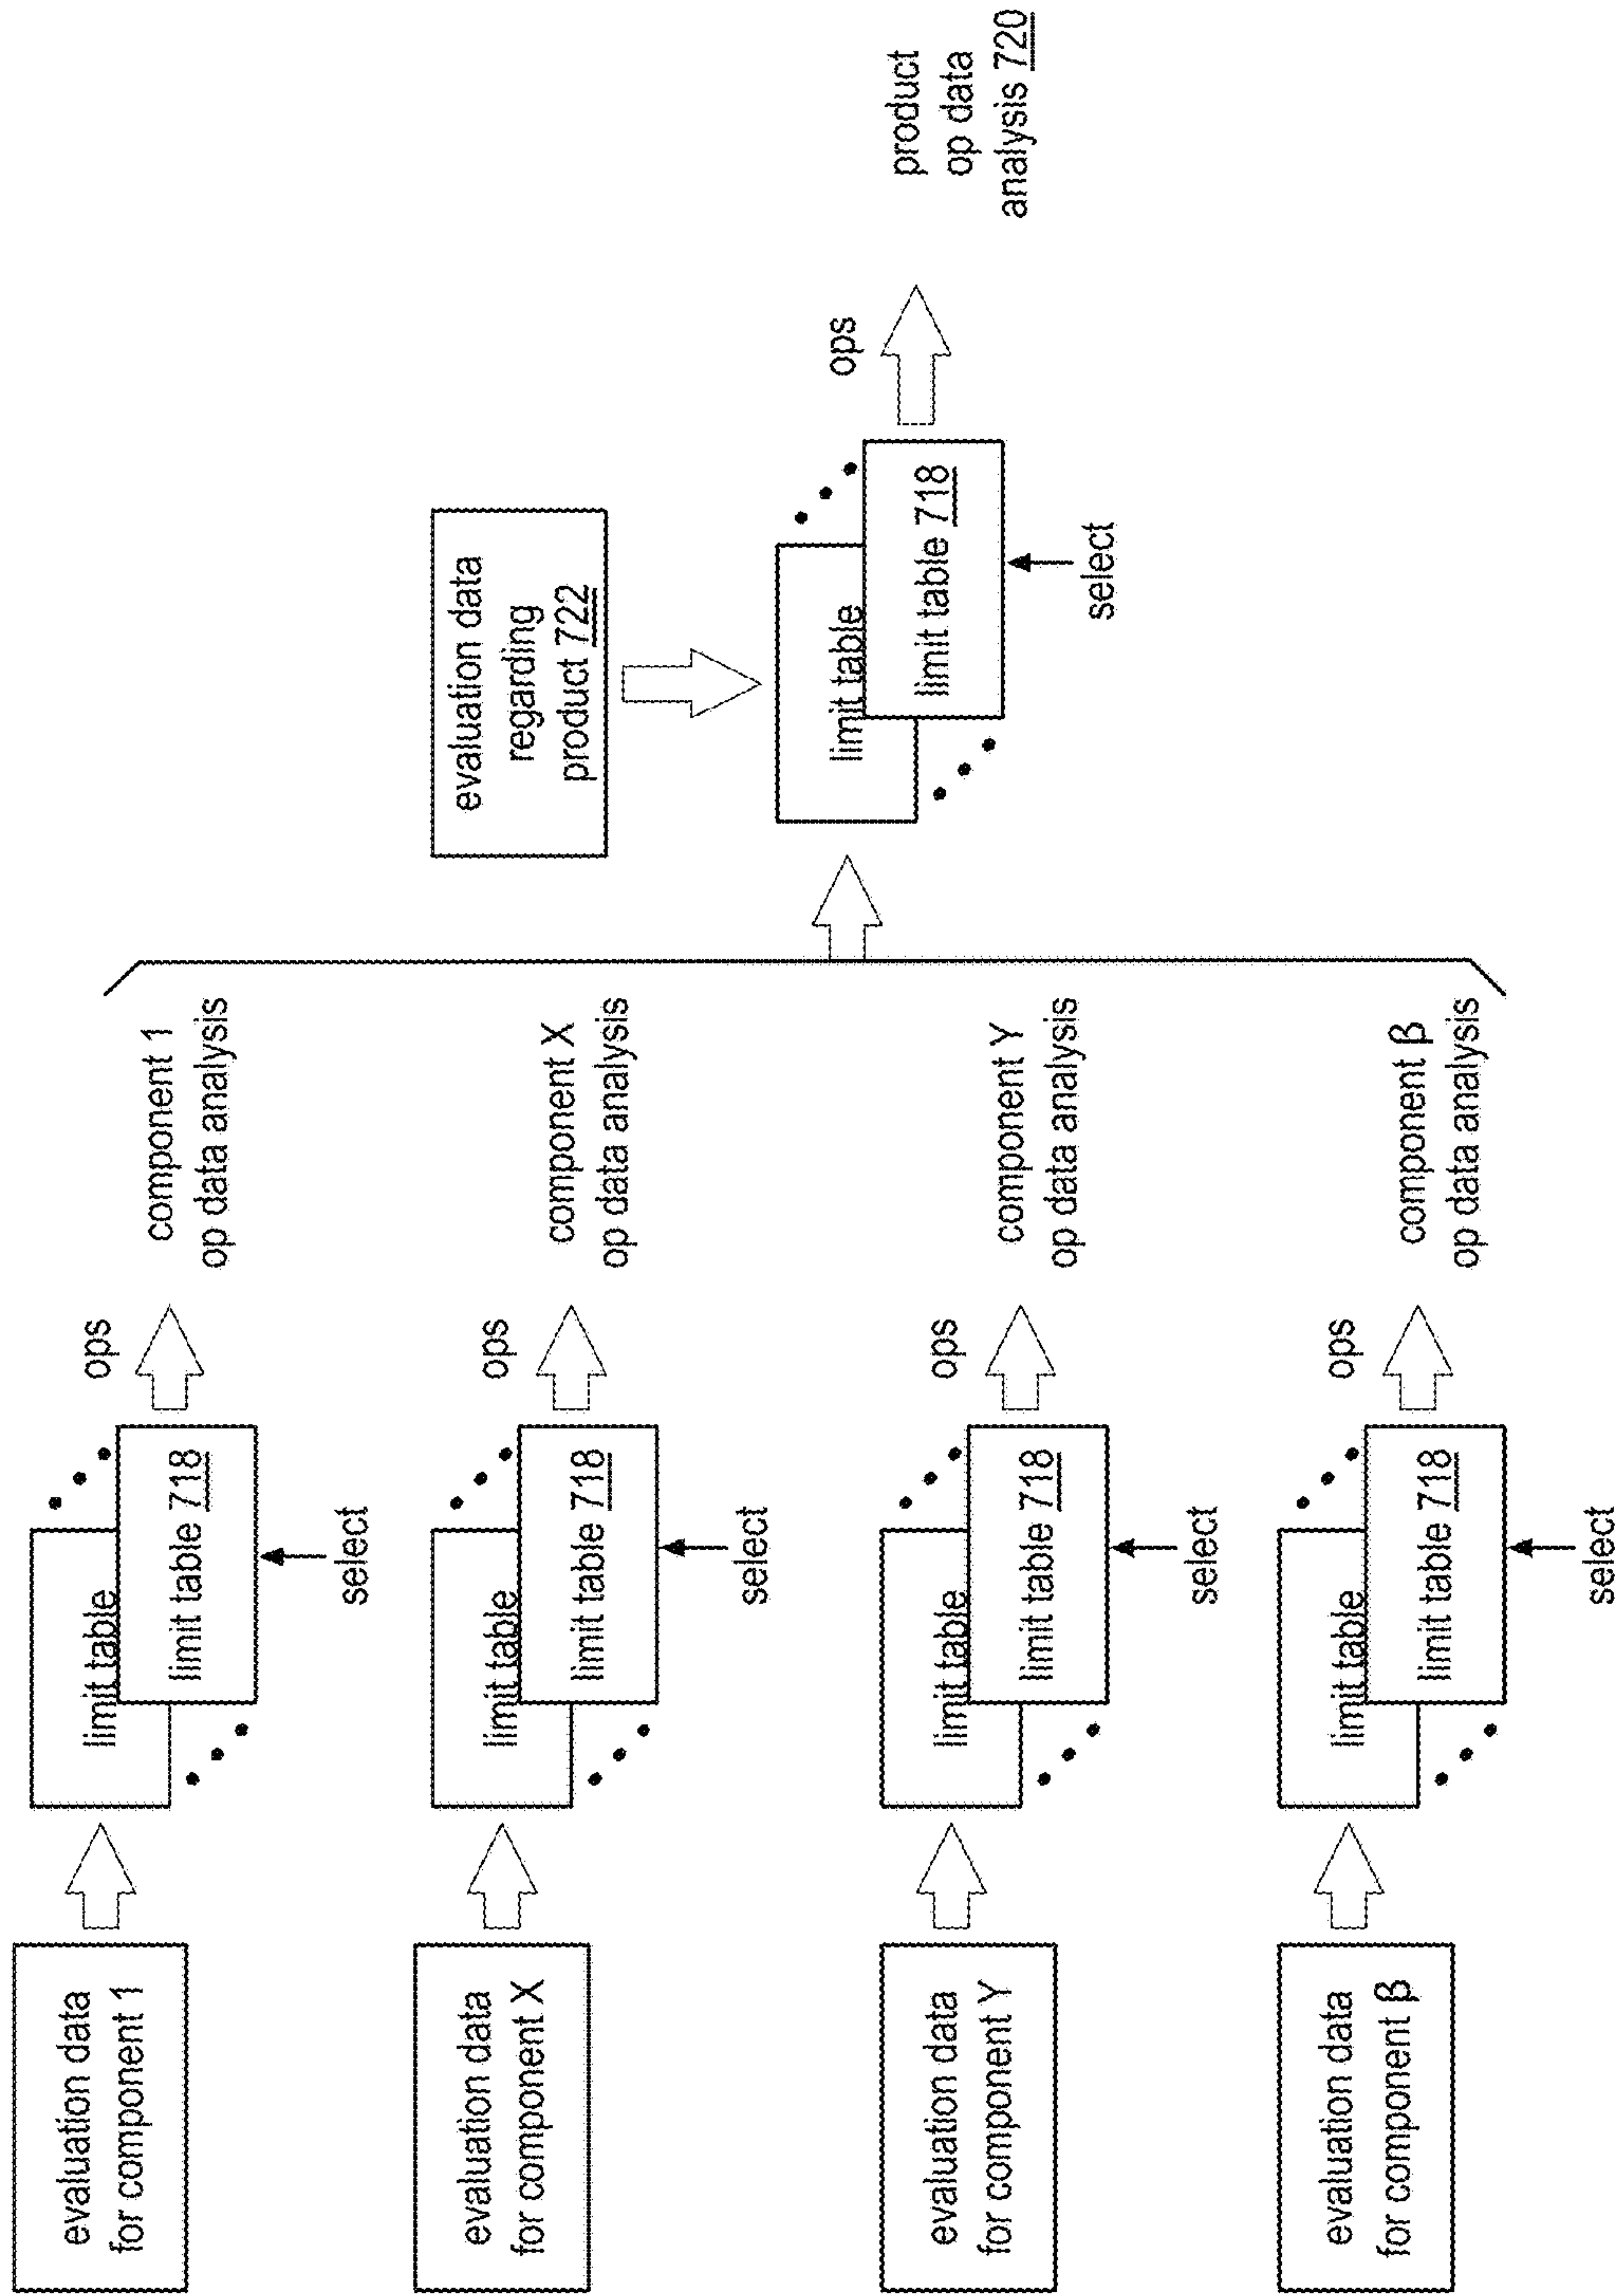 evaluation data
for component 1
limit table
limit table 718
select
ops
component 1
op data analysis
evaluation data
for component X
limit table
limit table 718
select
ops
component X
op data analysis
evaluation data
for component Y
limit table
limit table 718
select
ops
component Y
op data analysis
evaluation data
for component β
limit table
limit table 718
select
ops
component β
op data analysis
evaluation data
regarding
product 722
limit table
limit table 718
select
ops
product
op data
analysis 720